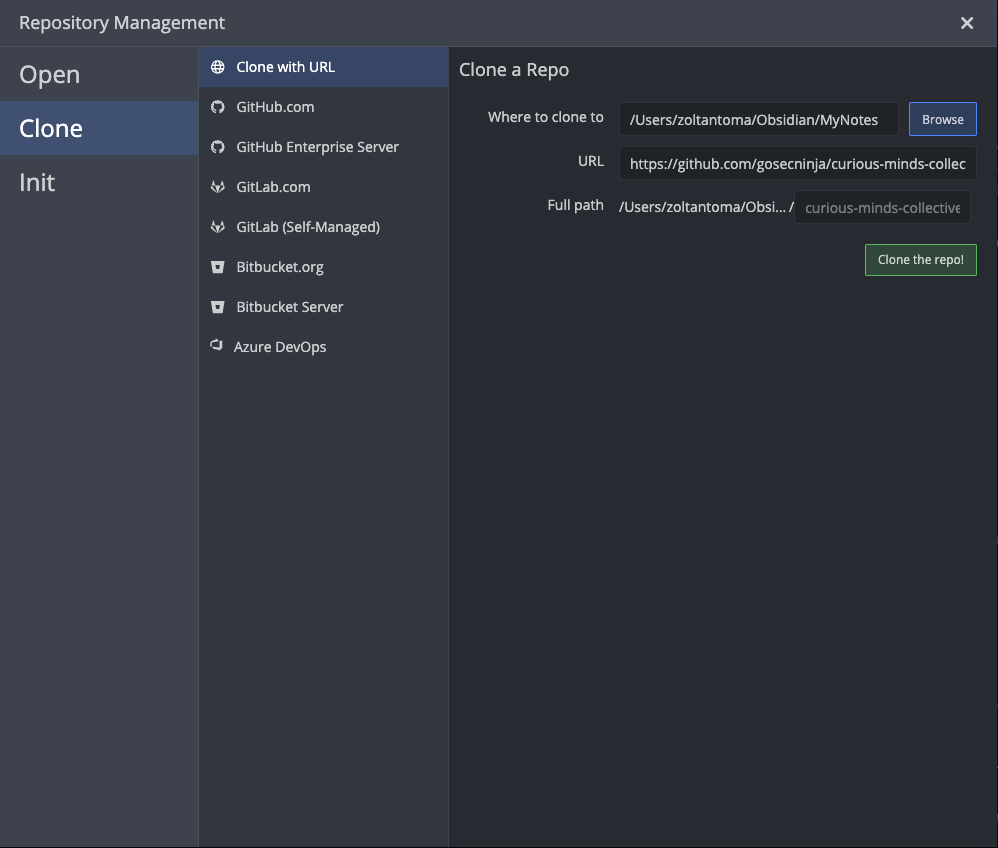 Repository Management
Open
Clone
Init
Clone with URL
GitHub.com
GitHub Enterprise Server
GitLab.com
GitLab (Self-Managed)
Bitbucket.org
Bitbucket Server
Azure DevOps
Clone a Repo
Where to clone to /Users/zoltantoma/Obsidian/MyNotes Browse
URL https://github.com/gosecninja/curious-minds-collec
Full path /Users/zoltantoma/Obsi... / curious-minds-collective
Clone the repo!